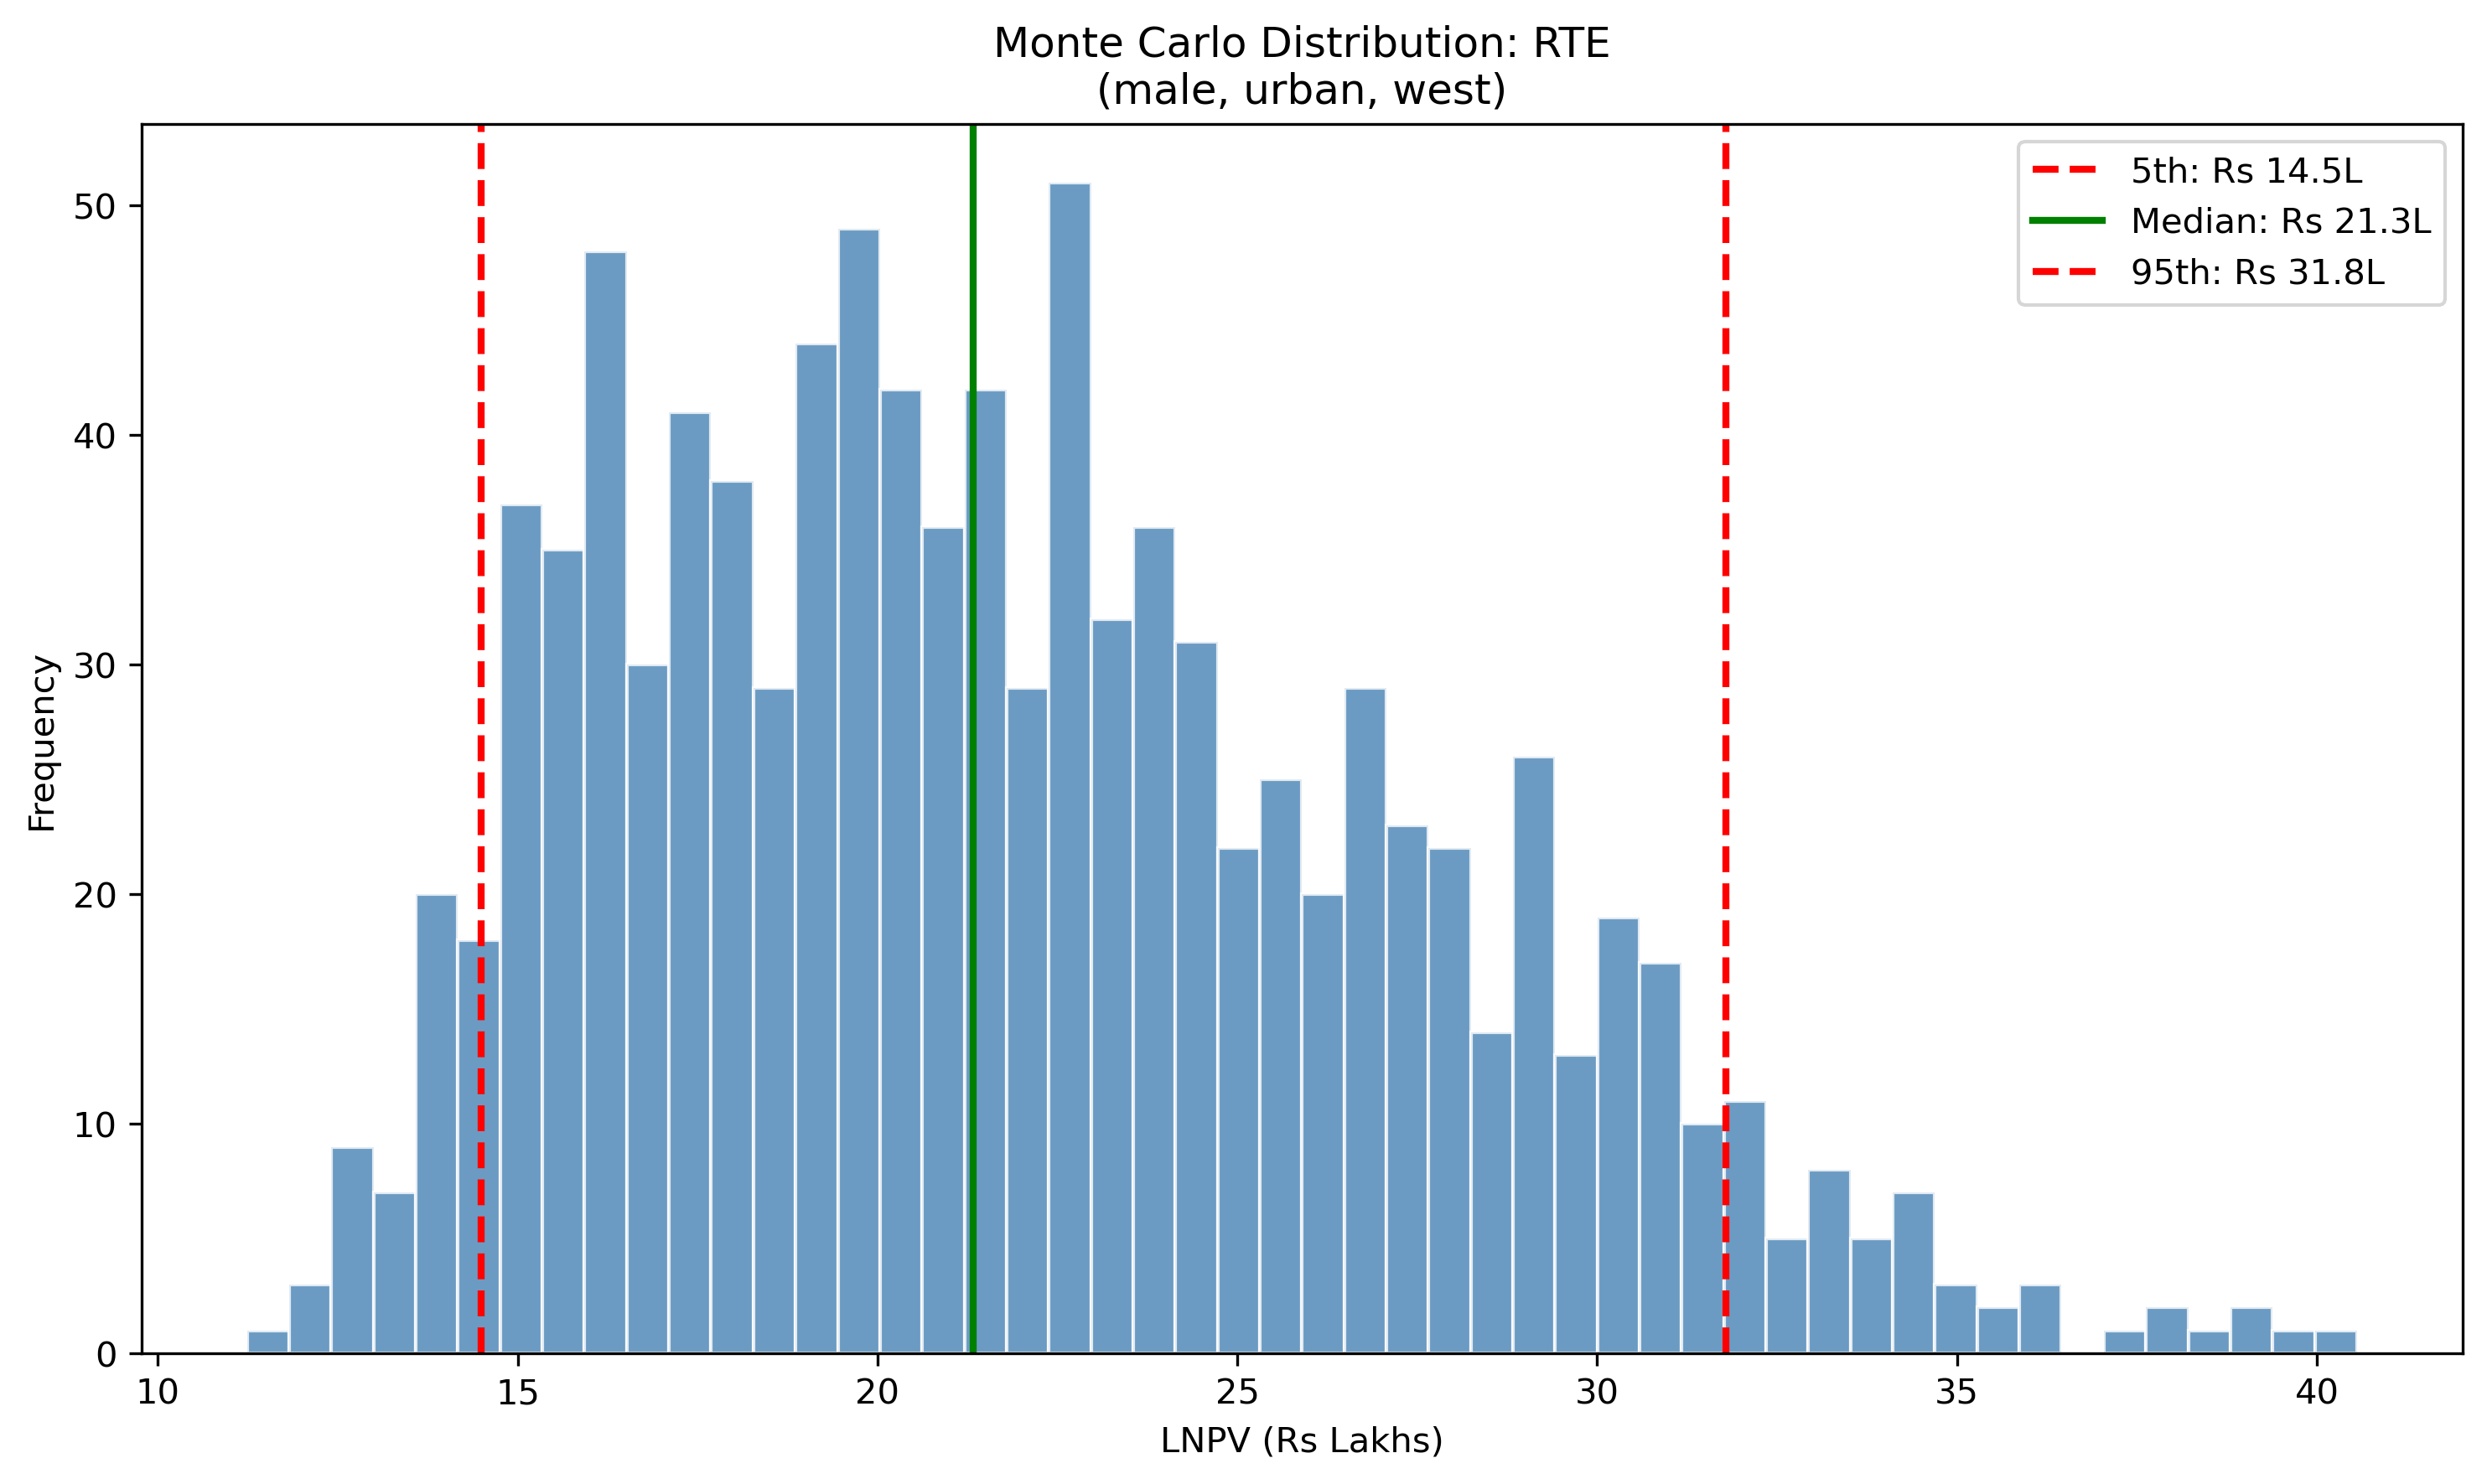 Monte Carlo Distribution: RTE
(male, urban, west)
5th: Rs 14.5L
Median: Rs 21.3L
95th: Rs 31.8L
Frequency
50
40
30
20
10
0
10 15 20 25 30 35 40
LNPV (Rs Lakhs)